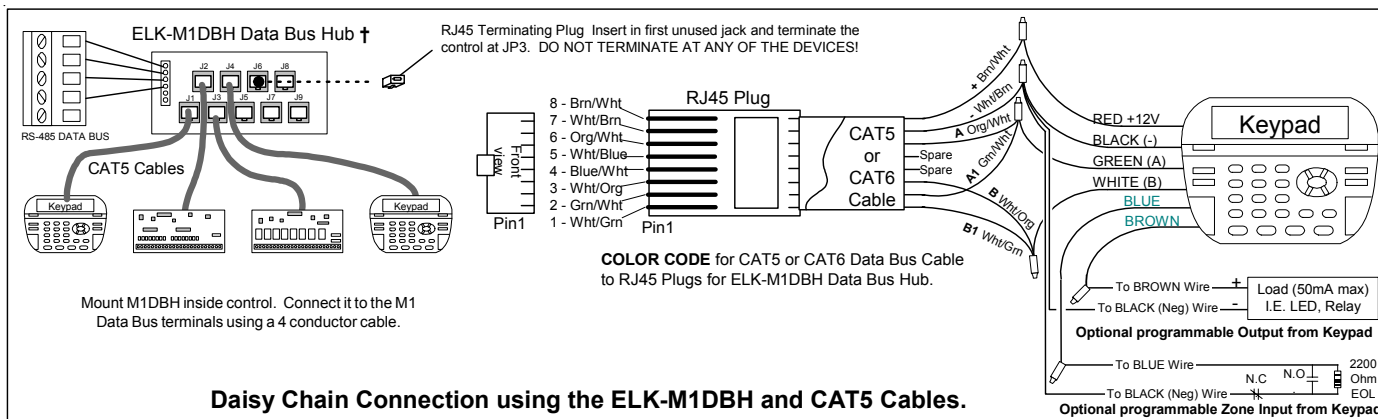 ELK-M1DBH Data Bus Hub †
RJ45 Terminating Plug Insert in first unused jack and terminate the
control at JP3. DO NOT TERMINATE AT ANY OF THE DEVICES!
J2
J4
J6
J8
J1
J3
J5
J7
J9
RS-485 DATA BUS
CAT5 Cables
Keypad
Keypad
Mount M1DBH inside control. Connect it to the M1
Data Bus terminals using a 4 conductor cable.
Front
View
Pin1
8 - Brn/Wht
7 - Wht/Brn
6 - Org/Wht
5 - Wht/Blue
4 - Blue/Wht
3 - Wht/Org
2 - Grn/Wht
1 - Wht/Grn
RJ45 Plug
Pin1
CAT5
or
CAT6
Cable
+ Brn/Wht
- Wht/Brn
A Org/Wht
Spare
Spare
A1 Grn/Wht
B Wht/Org
B1 Wht/Grn
COLOR CODE for CAT5 or CAT6 Data Bus Cable
to RJ45 Plugs for ELK-M1DBH Data Bus Hub.
RED +12V
BLACK (-)
GREEN (A)
WHITE (B)
BLUE
BROWN
Keypad
To BROWN Wire +
To BLACK (Neg) Wire -
Load (50mA max)
I.E. LED, Relay
Optional programmable Output from Keypad
To BLUE Wire
To BLACK (Neg) Wire
N.C
N.O
2200
Ohm
EOL
Optional programmable Zone Input from Keypad
Daisy Chain Connection using the ELK-M1DBH and CAT5 Cables.